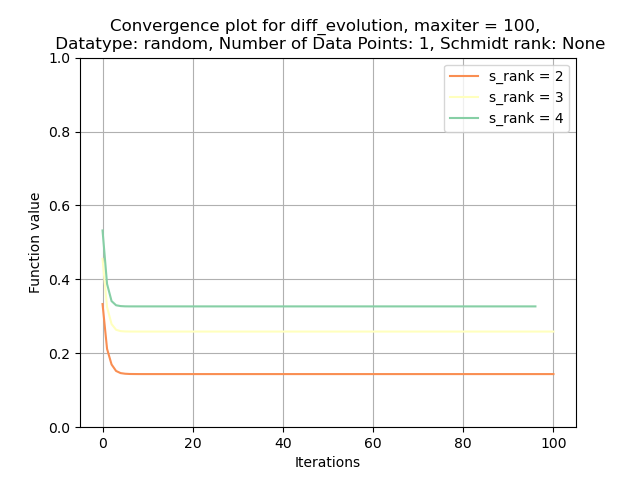 Convergence plot for diff_evolution, maxiter = 100,
Datatype: random, Number of Data Points: 1, Schmidt rank: None
1.0
0.8
0.6
0.4
0.2
0.0
Function value
s_rank = 2
s_rank = 3
s_rank = 4
0 20 40 60 80 100
Iterations